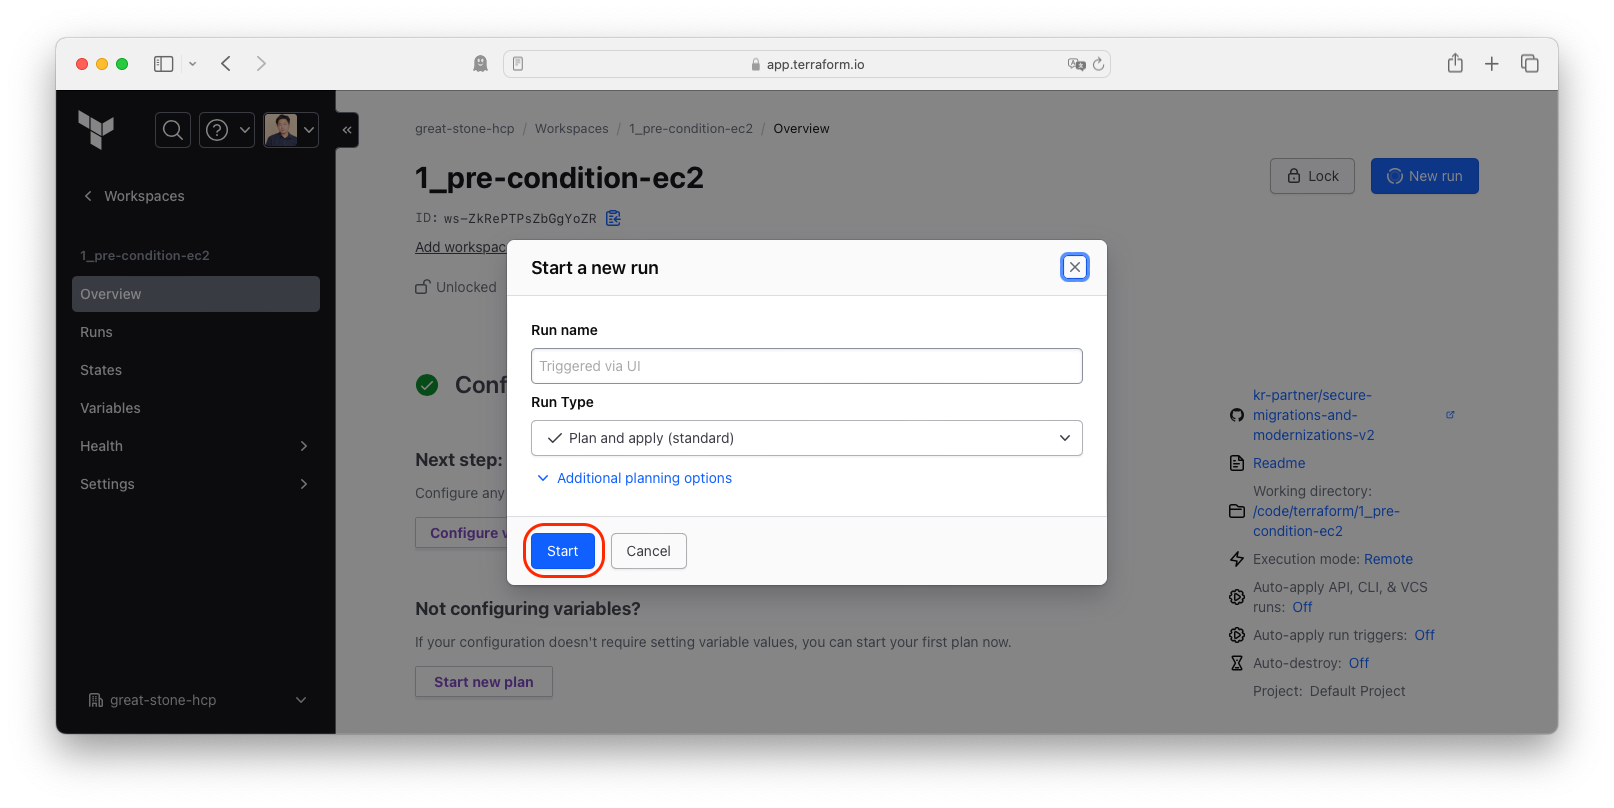 app.terraform.io
Workspaces
1_pre-condition-ec2
Overview
Runs
States
Variables
Health
Settings
great-stone-hcp
great-stone-hcp / Workspaces / 1_pre-condition-ec2 / Overview
1_pre-condition-ec2
Lock
New run
ID: ws-ZkRePTPsZbGgYoZR
Add workspac
Unlocked
Conf
Next step:
Configure any
Configure v
Start a new run
Run name
Triggered via UI
Run Type
Plan and apply (standard)
Additional planning options
Start
Cancel
Not configuring variables?
If your configuration doesn't require setting variable values, you can start your first plan now.
Start new plan
kr-partner/secure-
migrations-and-
modernizations-v2
Readme
Working directory:
/code/terraform/1_pre-
condition-ec2
Execution mode: Remote
Auto-apply API, CLI, & VCS
runs: Off
Auto-apply run triggers: Off
Auto-destroy: Off
Project: Default Project